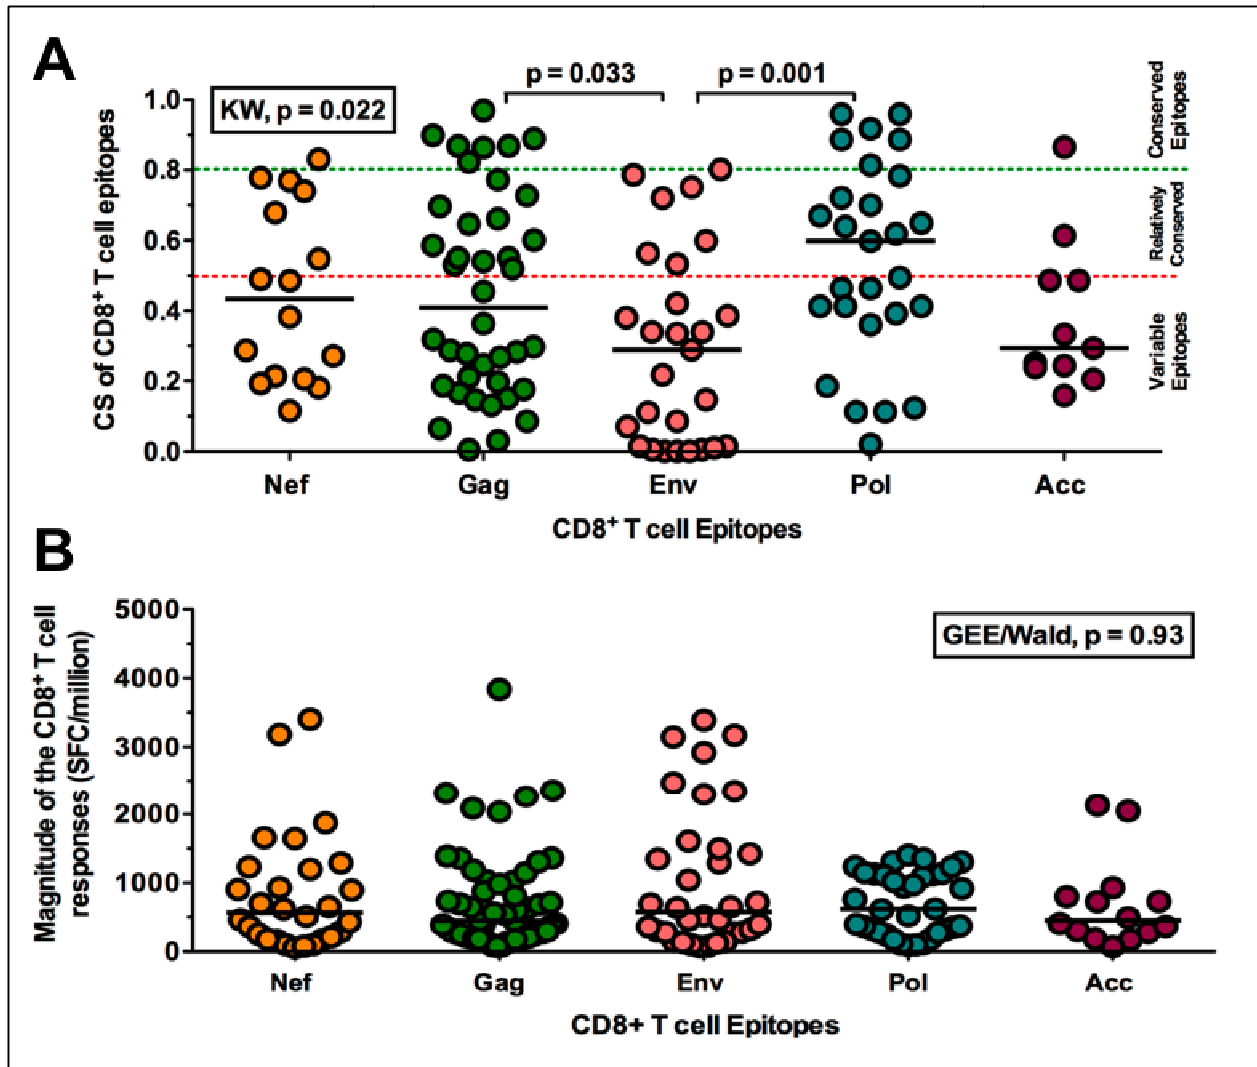 A
p = 0.033
p = 0.001
KW, p = 0.022
CS of CD8+ T cell epitopes
1.0
0.8
0.6
0.4
0.2
0.0
Conserved
Epitopes
Relatively
Conserved
Variable
Epitopes
Nef Gag Env Pol Acc
CD8+ T cell Epitopes
B
Magnitude of the CD8+ T cell
responses (SFC/million)
5000
4000
3000
2000
1000
0
GEE/Wald, p = 0.93
Nef Gag Env Pol Acc
CD8+ T cell Epitopes